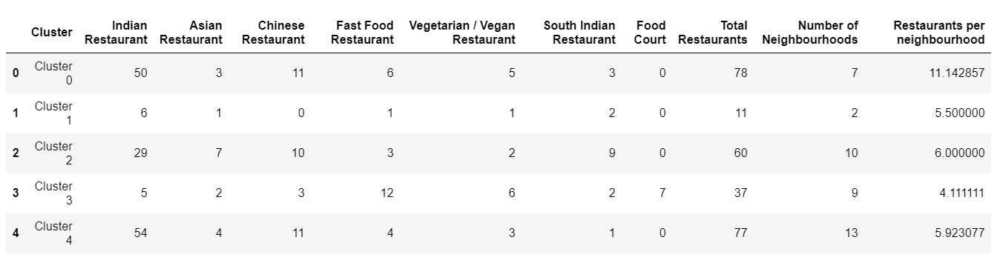 Cluster Indian Restaurant Asian Restaurant Chinese Restaurant Fast Food Restaurant Vegetarian / Vegan Restaurant South Indian Restaurant Food Court Total Restaurants Number of Neighbourhoods Restaurants per neighbourhood
0 Cluster 0 50 3 11 6 5 3 0 78 7 11.142857
1 Cluster 1 6 1 0 1 1 2 0 11 2 5.500000
2 Cluster 2 29 7 10 3 2 9 0 60 10 6.000000
3 Cluster 3 5 2 3 12 6 2 7 37 9 4.111111
4 Cluster 4 54 4 11 4 3 1 0 77 13 5.923077